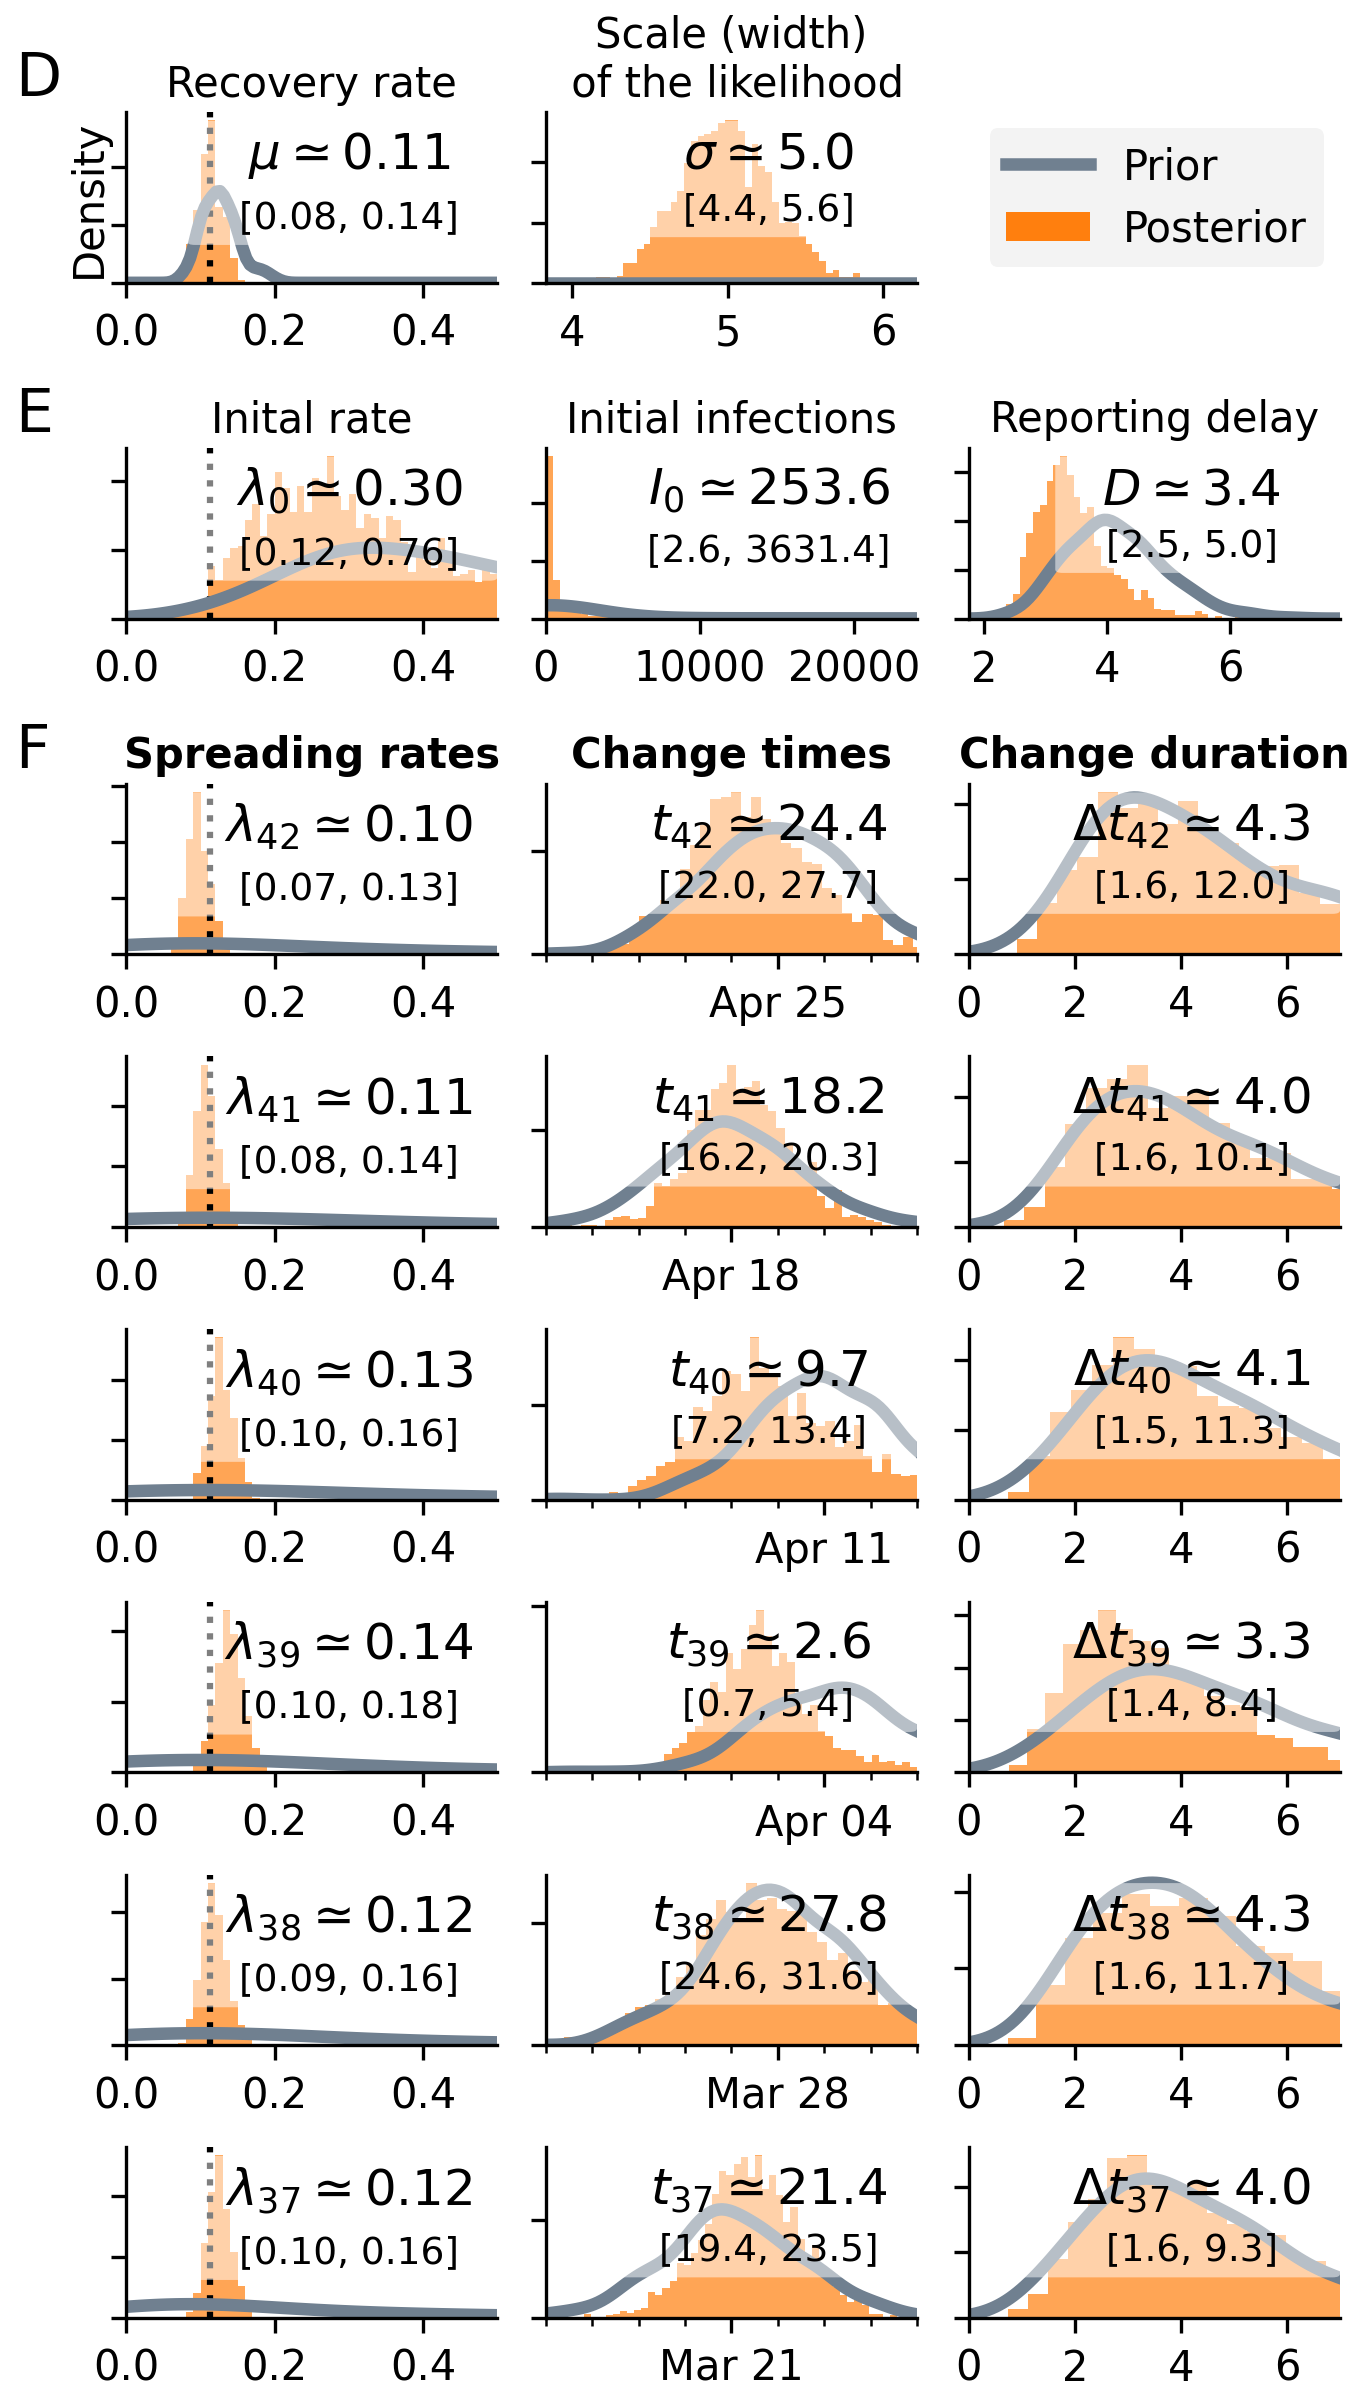 D
Recovery rate
Scale (width)
of the likelihood
Density
μ ≃ 0.11
[0.08, 0.14]
0.0 0.2 0.4
σ ≃ 5.0
[4.4, 5.6]
4 5 6
Prior
Posterior
E
Inital rate
λ0 ≃ 0.30
[0.12, 0.76]
0.0 0.2 0.4
Initial infections
I0 ≃ 253.6
[2.6, 3631.4]
0 10000 20000
Reporting delay
D ≃ 3.4
[2.5, 5.0]
2 4 6
F
Spreading rates
Change times
Change duration
λ42 ≃ 0.10
[0.07, 0.13]
0.0 0.2 0.4
t42 ≃ 24.4
[22.0, 27.7]
Apr 25
Δt42 ≃ 4.3
[1.6, 12.0]
0 2 4 6
λ41 ≃ 0.11
[0.08, 0.14]
0.0 0.2 0.4
t41 ≃ 18.2
[16.2, 20.3]
Apr 18
Δt41 ≃ 4.0
[1.6, 10.1]
0 2 4 6
λ40 ≃ 0.13
[0.10, 0.16]
0.0 0.2 0.4
t40 ≃ 9.7
[7.2, 13.4]
Apr 11
Δt40 ≃ 4.1
[1.5, 11.3]
0 2 4 6
λ39 ≃ 0.14
[0.10, 0.18]
0.0 0.2 0.4
t39 ≃ 2.6
[0.7, 5.4]
Apr 04
Δt39 ≃ 3.3
[1.4, 8.4]
0 2 4 6
λ38 ≃ 0.12
[0.09, 0.16]
0.0 0.2 0.4
t38 ≃ 27.8
[24.6, 31.6]
Mar 28
Δt38 ≃ 4.3
[1.6, 11.7]
0 2 4 6
λ37 ≃ 0.12
[0.10, 0.16]
0.0 0.2 0.4
t37 ≃ 21.4
[19.4, 23.5]
Mar 21
Δt37 ≃ 4.0
[1.6, 9.3]
0 2 4 6